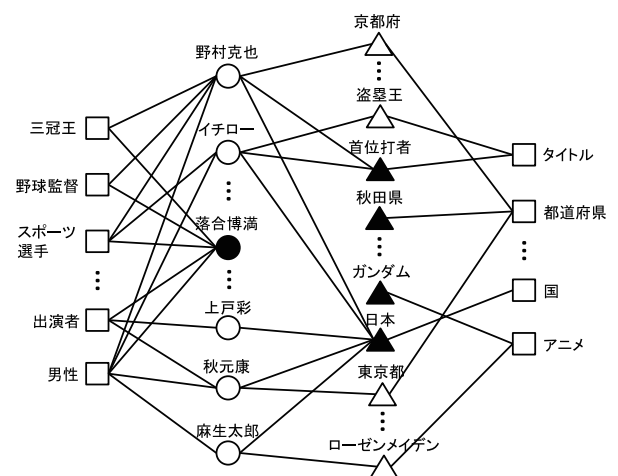 三冠王
野球監督
スポーツ
選手
出演者
男性
野村克也
イチロー
落合博満
上戸彩
秋元康
麻生太郎
京都府
盗塁王
首位打者
秋田県
ガンダム
日本
東京都
ローゼンメイデン
タイトル
都道府県
国
アニメ